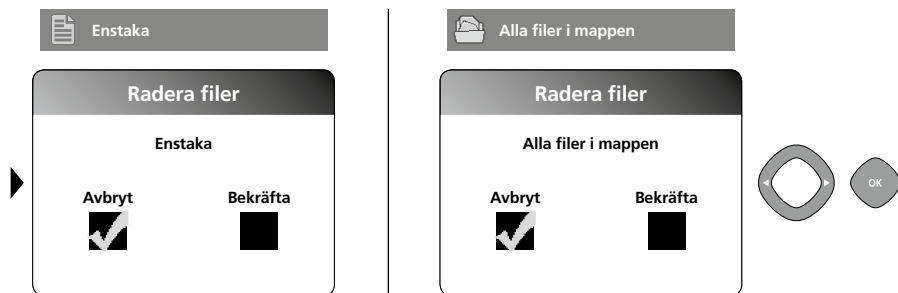 Enstaka
Radera filer
Enstaka
Avbryt Bekräfta
Alla filer i mappen
Radera filer
Alla filer i mappen
Avbryt Bekräfta
OK